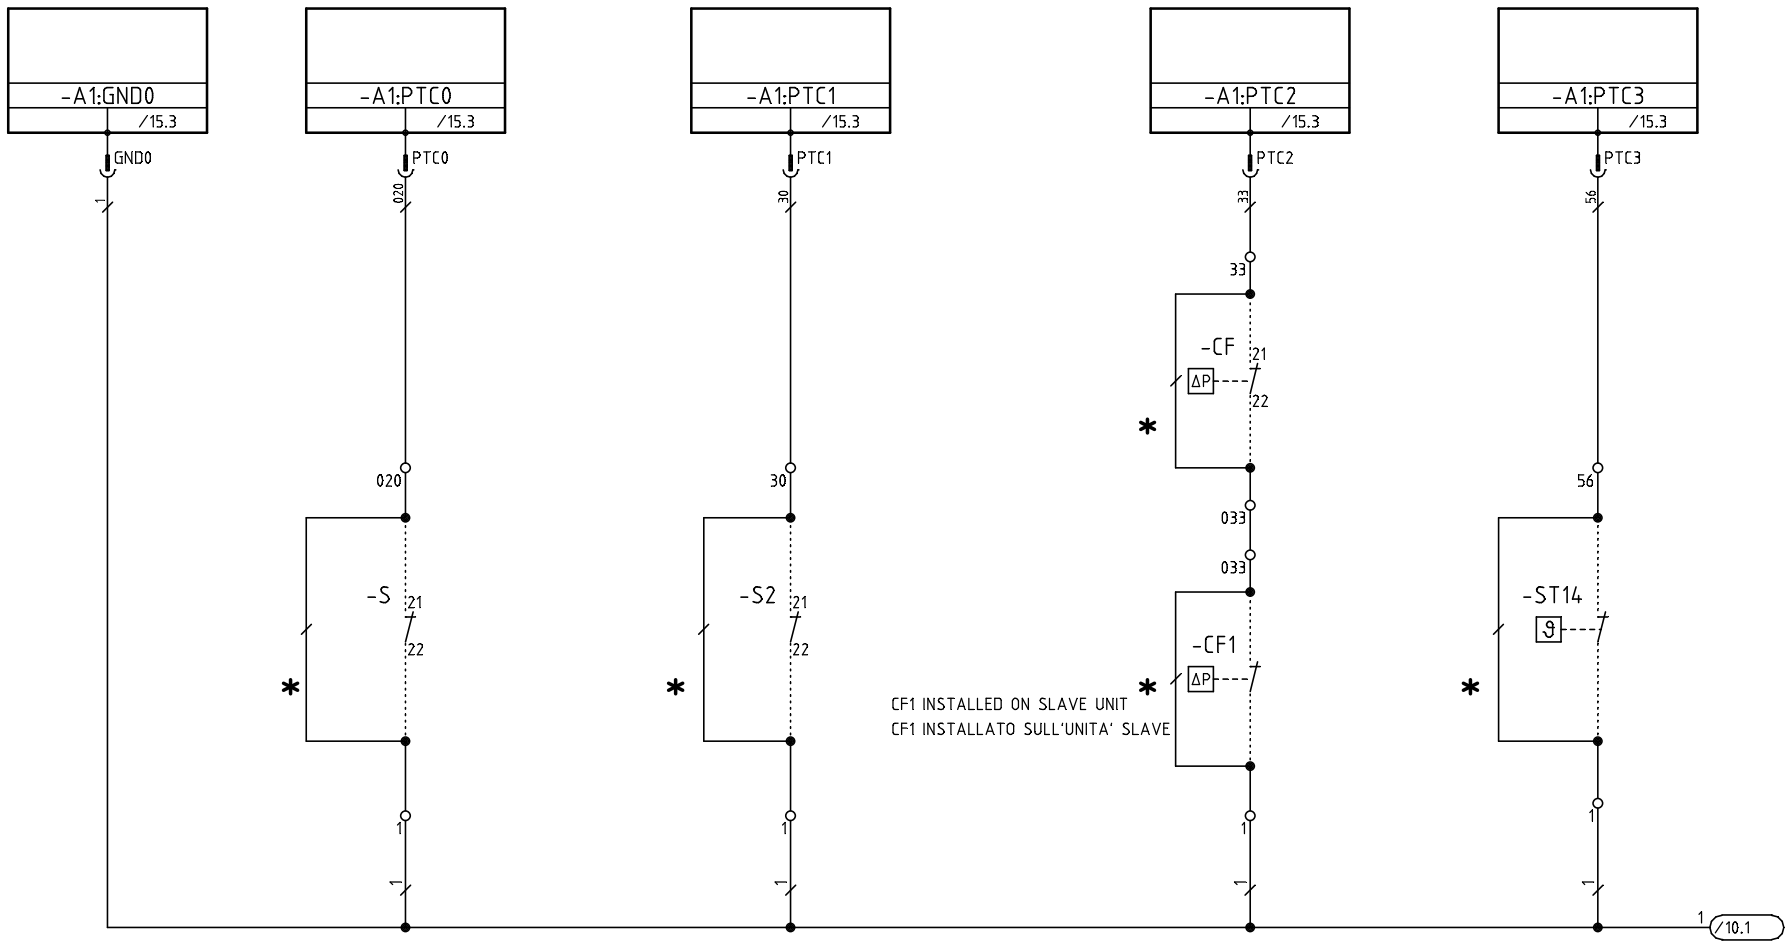 -A1:GND0
/15.3
GND0
1
-A1:PTC0
/15.3
PTC0
020
-A1:PTC1
/15.3
PTC1
30
-A1:PTC2
/15.3
PTC2
33
-A1:PTC3
/15.3
PTC3
56
33
-CF
21
ΔP
22
*
020
30
033
56
033
-S
21
22
*
-S2
21
22
*
-CF1
ΔP
*
CF1 INSTALLED ON SLAVE UNIT
CF1 INSTALLATO SULL'UNITA' SLAVE
-ST14
ϑ
*
1
1
1
1
1
1
1
1
1
/10.1